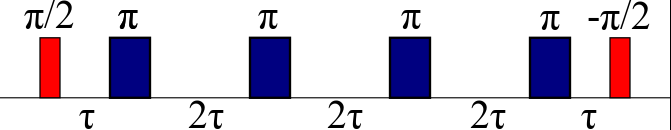 π/2 π π π π -π/2
τ 2τ 2τ 2τ τ